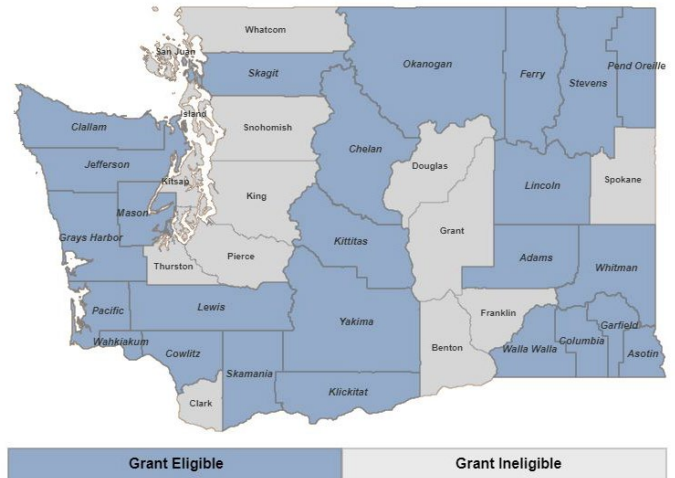 Whatcom
San Juan
Skagit
Okanogan
Ferry
Stevens
Pend Oreille
Island
Clallam
Snohomish
Chelan
Douglas
Jefferson
Kitsap
King
Lincoln
Spokane
Mason
Grays Harbor
Kittitas
Grant
Thurston
Pierce
Adams
Whitman
Pacific
Lewis
Yakima
Franklin
Garfield
Wahkiakum
Cowlitz
Skamania
Benton
Walla Walla
Columbia
Asotin
Klickitat
Clark
Grant Eligible
Grant Ineligible